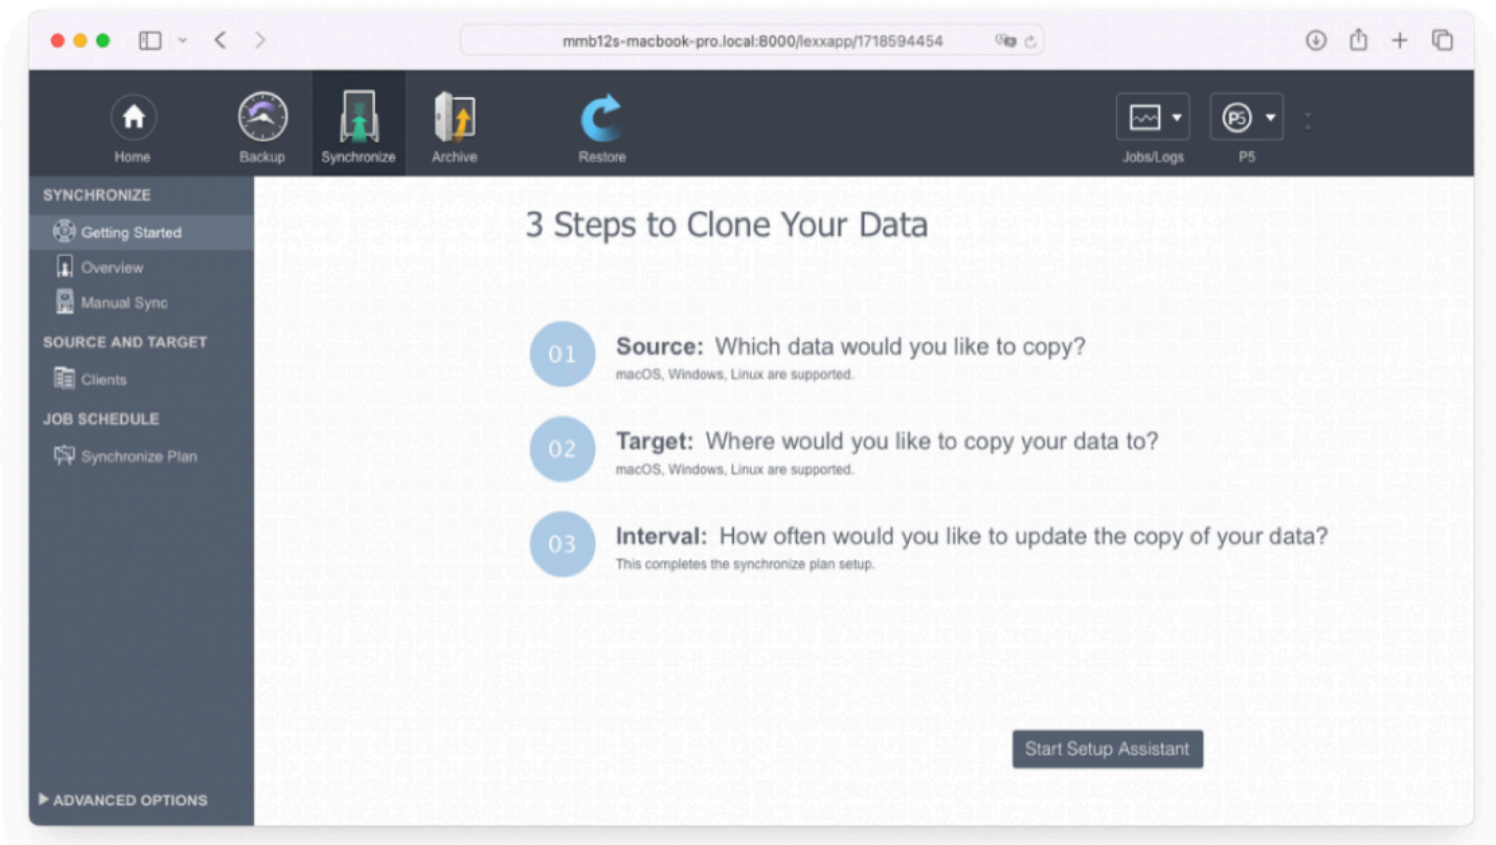 mmb12s-macbook-pro.local:8000/lexxapp/1718594454
Home
Backup
Synchronize
Archive
Restore
Jobs/Logs
P5
P5
SYNCHRONIZE
Getting Started
Overview
Manual Sync
SOURCE AND TARGET
Clients
JOB SCHEDULE
Synchronize Plan
ADVANCED OPTIONS
3 Steps to Clone Your Data
01
Source: Which data would you like to copy?
macOS, Windows, Linux are supported.
02
Target: Where would you like to copy your data to?
macOS, Windows, Linux are supported.
03
Interval: How often would you like to update the copy of your data?
This completes the synchronize plan setup.
Start Setup Assistant